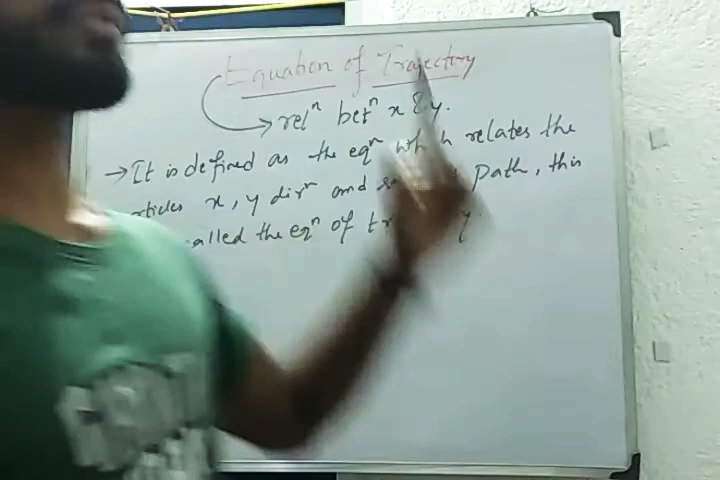 Equation of Trajectory
→ relⁿ betⁿ x & y.
→ It is defined as the eqⁿ which relates the
x, y dirⁿ and path, this
called the eqⁿ of